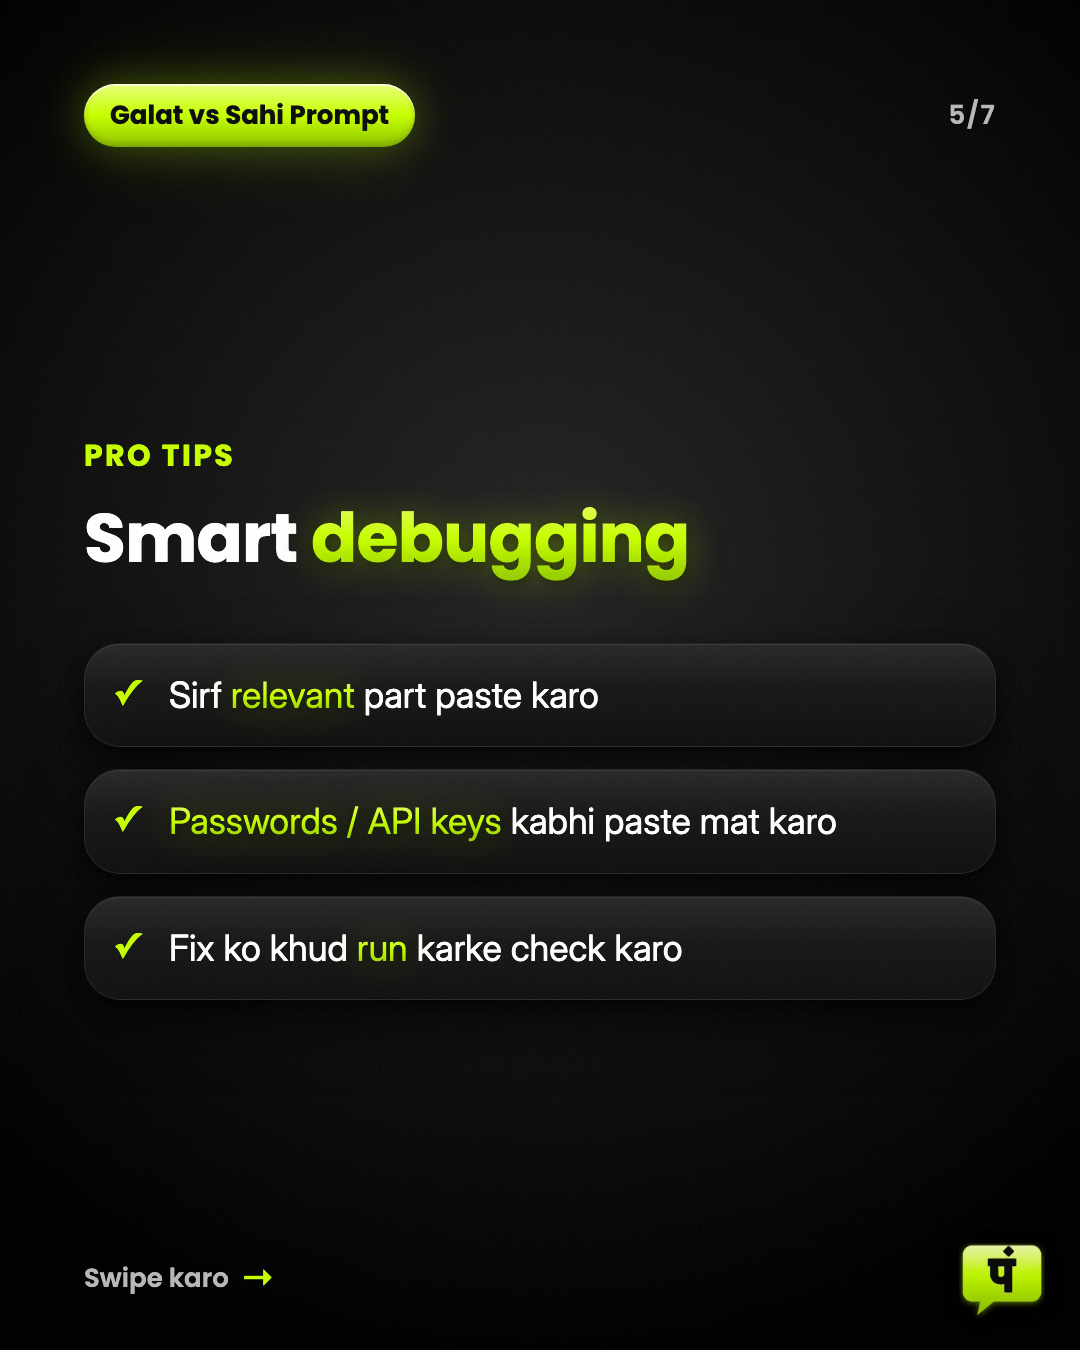 Galat vs Sahi Prompt
5/7
PRO TIPS
Smart debugging
✓ Sirf relevant part paste karo
✓ Passwords / API keys kabhi paste mat karo
✓ Fix ko khud run karke check karo
Swipe karo →
पं